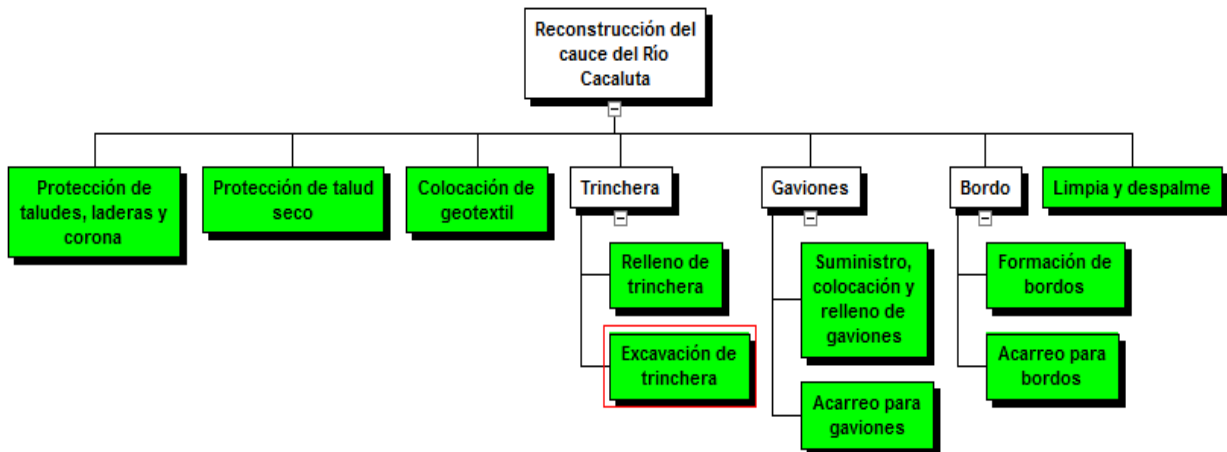 Reconstrucción del
cauce del Río
Cacaluta
Protección de
taludes, laderas y
corona
Protección de talud
seco
Colocación de
geotextil
Trinchera
Gaviones
Bordo
Limpia y despalme
Relleno de
trinchera
Excavación de
trinchera
Suministro,
colocación y
relleno de
gaviones
Acarreo para
gaviones
Formación de
bordos
Acarreo para
bordos